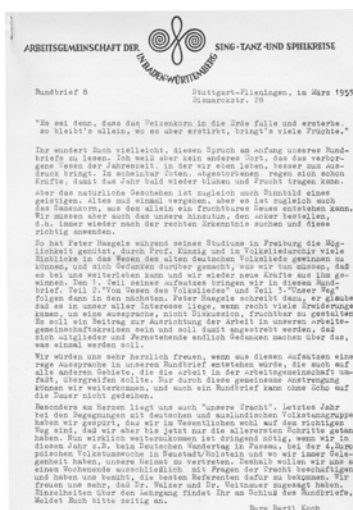 ARBEITSGEMEINSCHAFT DER SING-TANZ-UND SPIELKREISE
IN BADEN-WÜRTTEMBERG
Rundbrief 8 Stuttgart-Plieningen, im März 1955
Bismarckstr. 28
"Es sei denn, dass das Weizenkorn in die Erde falle und ersterbe,
so bleibt's allein, wo es aber erstirbt, bringt's viele Früchte."
Ihr wundert Euch vielleicht, diesen Spruch am Anfang unseres Rund-
briefs zu lesen. Ich weiß aber kein anderes Wort, das das verbor-
gene Wesen der Jahreszeit, in der wir eben leben, besser zum Aus-
druck bringt. Im scheinbar Toten, Abgestorbenen, regen sich schon
Kräfte, damit das Jahr bald wieder blühen und Frucht tragen kann.
Aber das natürliche Geschehen ist zugleich auch Sinnbild eines
geistigen. Altes muß einmal vergehen, aber es ist zugleich auch
das Samenkorn, aus dem allein ein fruchtbares Neues entstehen kann.
Wir müssen aber auch das unsere hinzutun, den Acker bestellen,
d.h. immer wieder nach der rechten Erkenntnis suchen und diese
richtig anwenden.
So hat Peter Haegele während seines Studiums in Freiburg die Mög-
lichkeit genützt, durch Prof. Künzig und im Volksliedarchiv viel
Einblicke in das Wesen des alten deutschen Volksliedes gewinnen zu
können, und sich Gedanken darüber gemacht, was wir tun müssen, daß
es bei uns weiterleben kann und wir wieder neue Kräfte aus ihm ge-
winnen. Den 1. Teil seines Aufsatzes bringen wir in diesem Rund-
brief. Teil 2."Vom Wesen des Volksliedes" und Teil 3."Unser Weg"
folgen dann in den nächsten. Peter Haegele schreibt dazu, er glaube
daß es in unser aller Interesse liege, wenn recht viele Erwiderungen
kämen, um eine Aussprache, nicht Diskussion, fruchtbar zu gestalten.
Es soll ein Beitrag zur Ausrichtung der Arbeit in unseren Arbeits-
gemeinschaftskreisen sein und soll damit angestrebt werden, daß
sich Mitglieder und Fernstehende endlich Gedanken machen über das,
was einmal werden soll.
Wir würden uns sehr herzlich freuen, wenn aus diesen Aufsätzen eine
rege Aussprache in unserem Rundbrief entstehen würde, die auch auf
alle anderen Gebiete, die die Arbeit in der Arbeitsgemeinschaft um-
faßt, übergreifen sollte. Nur durch diese gemeinsame Anstrengung
können wir weiterkommen, und auch ein Rundbrief kann ohne Echo auf
die Dauer nicht gedeihen.
Besonders am Herzen liegt uns auch "unsere Tracht". Letztes Jahr
bei den Begegnungen mit deutschen und ausländischen Volkstanzgruppen
haben wir gespürt, daß wir im Wesentlichen wohl auf dem richtigen
Weg sind, daß wir aber bis jetzt nur die allerersten Schritte getan
haben. Nun wirklich weiterzukommen ist dringend nötig, wenn wir in
diesem Jahr z.B. beim Deutschen Wandertag in Passau, bei der
päischen Volkstumswoche in Neustadt/Holstein und wo wir immer Gele-
genheit haben, unsere Heimat zu vertreten. Deshalb wollen wir uns an
einem Wochenende ausschließlich mit Fragen der Tracht beschäftigen
und haben uns bemüht, die besten Referenten dafür zu bekommen. Wir
freuen uns sehr, daß Dr. Walzer und Dr. Weitnauer zugesagt haben.
Einzelheiten über den Lehrgang findet Ihr am Schluß des Rundbriefs.
Meldet Euch bitte zeitig an.
Koch